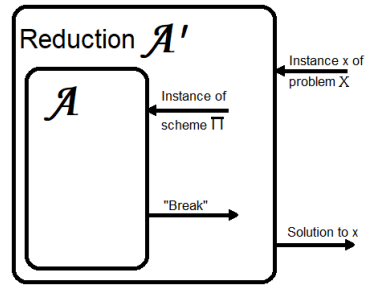 Reduction 𝒜'
𝒜
Instance of
scheme Π
"Break"
Instance x of
problem X
Solution to x